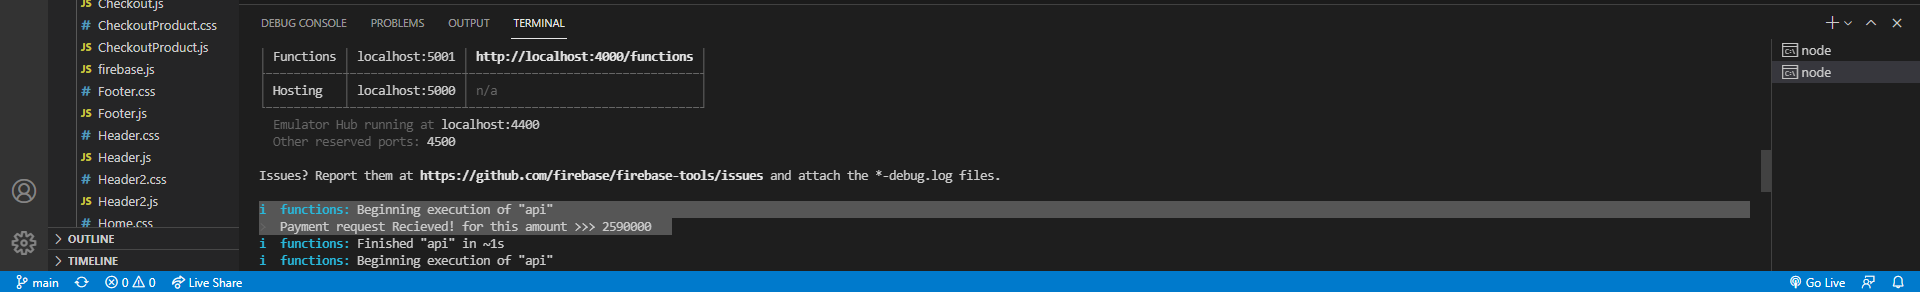 JS Checkout.js
# CheckoutProduct.css
JS CheckoutProduct.js
JS firebase.js
# Footer.css
JS Footer.js
# Header.css
JS Header.js
# Header2.css
JS Header2.js
# Home.css
OUTLINE
TIMELINE
DEBUG CONSOLE PROBLEMS OUTPUT TERMINAL
Functions localhost:5001 http://localhost:4000/functions
Hosting localhost:5000 n/a
Emulator Hub running at localhost:4400
Other reserved ports: 4500
Issues? Report them at https://github.com/firebase/firebase-tools/issues and attach the *-debug.log files.
i functions: Beginning execution of "api"
> Payment request Recieved! for this amount >>> 2590000
i functions: Finished "api" in ~1s
i functions: Beginning execution of "api"
node
node
main 0 0 Live Share Go Live